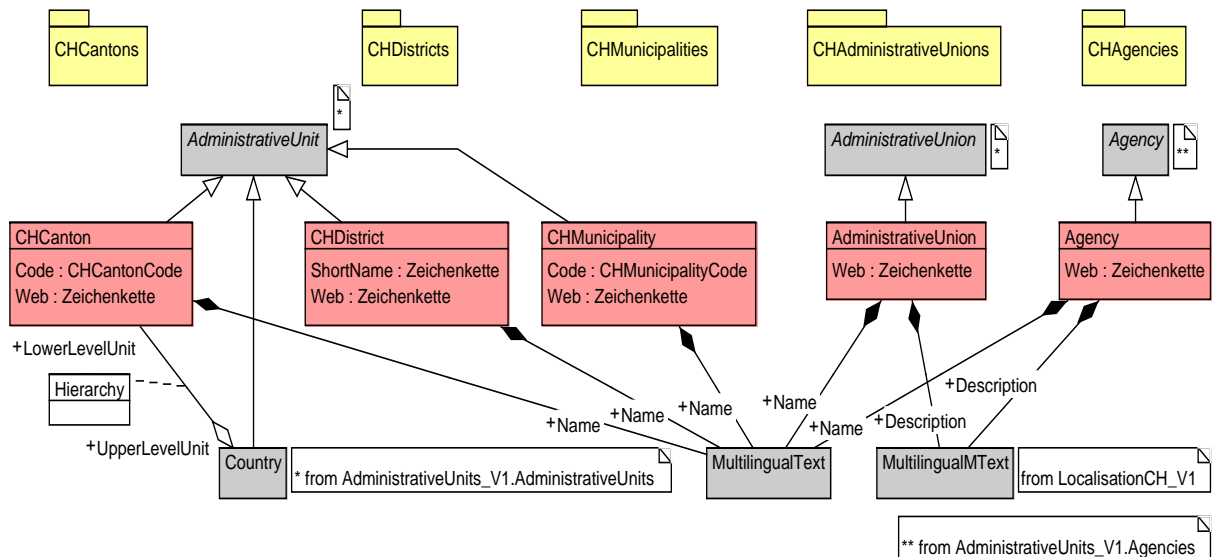 CHCantons
CHDistricts
CHMunicipalities
CHAdministrativeUnions
CHAgencies
*
AdministrativeUnit
AdministrativeUnion
*
Agency
**
CHCanton
Code : CHCantonCode
Web : Zeichenkette
CHDistrict
ShortName : Zeichenkette
Web : Zeichenkette
CHMunicipality
Code : CHMunicipalityCode
Web : Zeichenkette
AdministrativeUnion
Web : Zeichenkette
Agency
Web : Zeichenkette
+LowerLevelUnit
Hierarchy
+UpperLevelUnit
+Name
+Name
+Name
+Name
+Description
+Name
+Description
Country
* from AdministrativeUnits_V1.AdministrativeUnits
MultilingualText
MultilingualMText
from LocalisationCH_V1
** from AdministrativeUnits_V1.Agencies